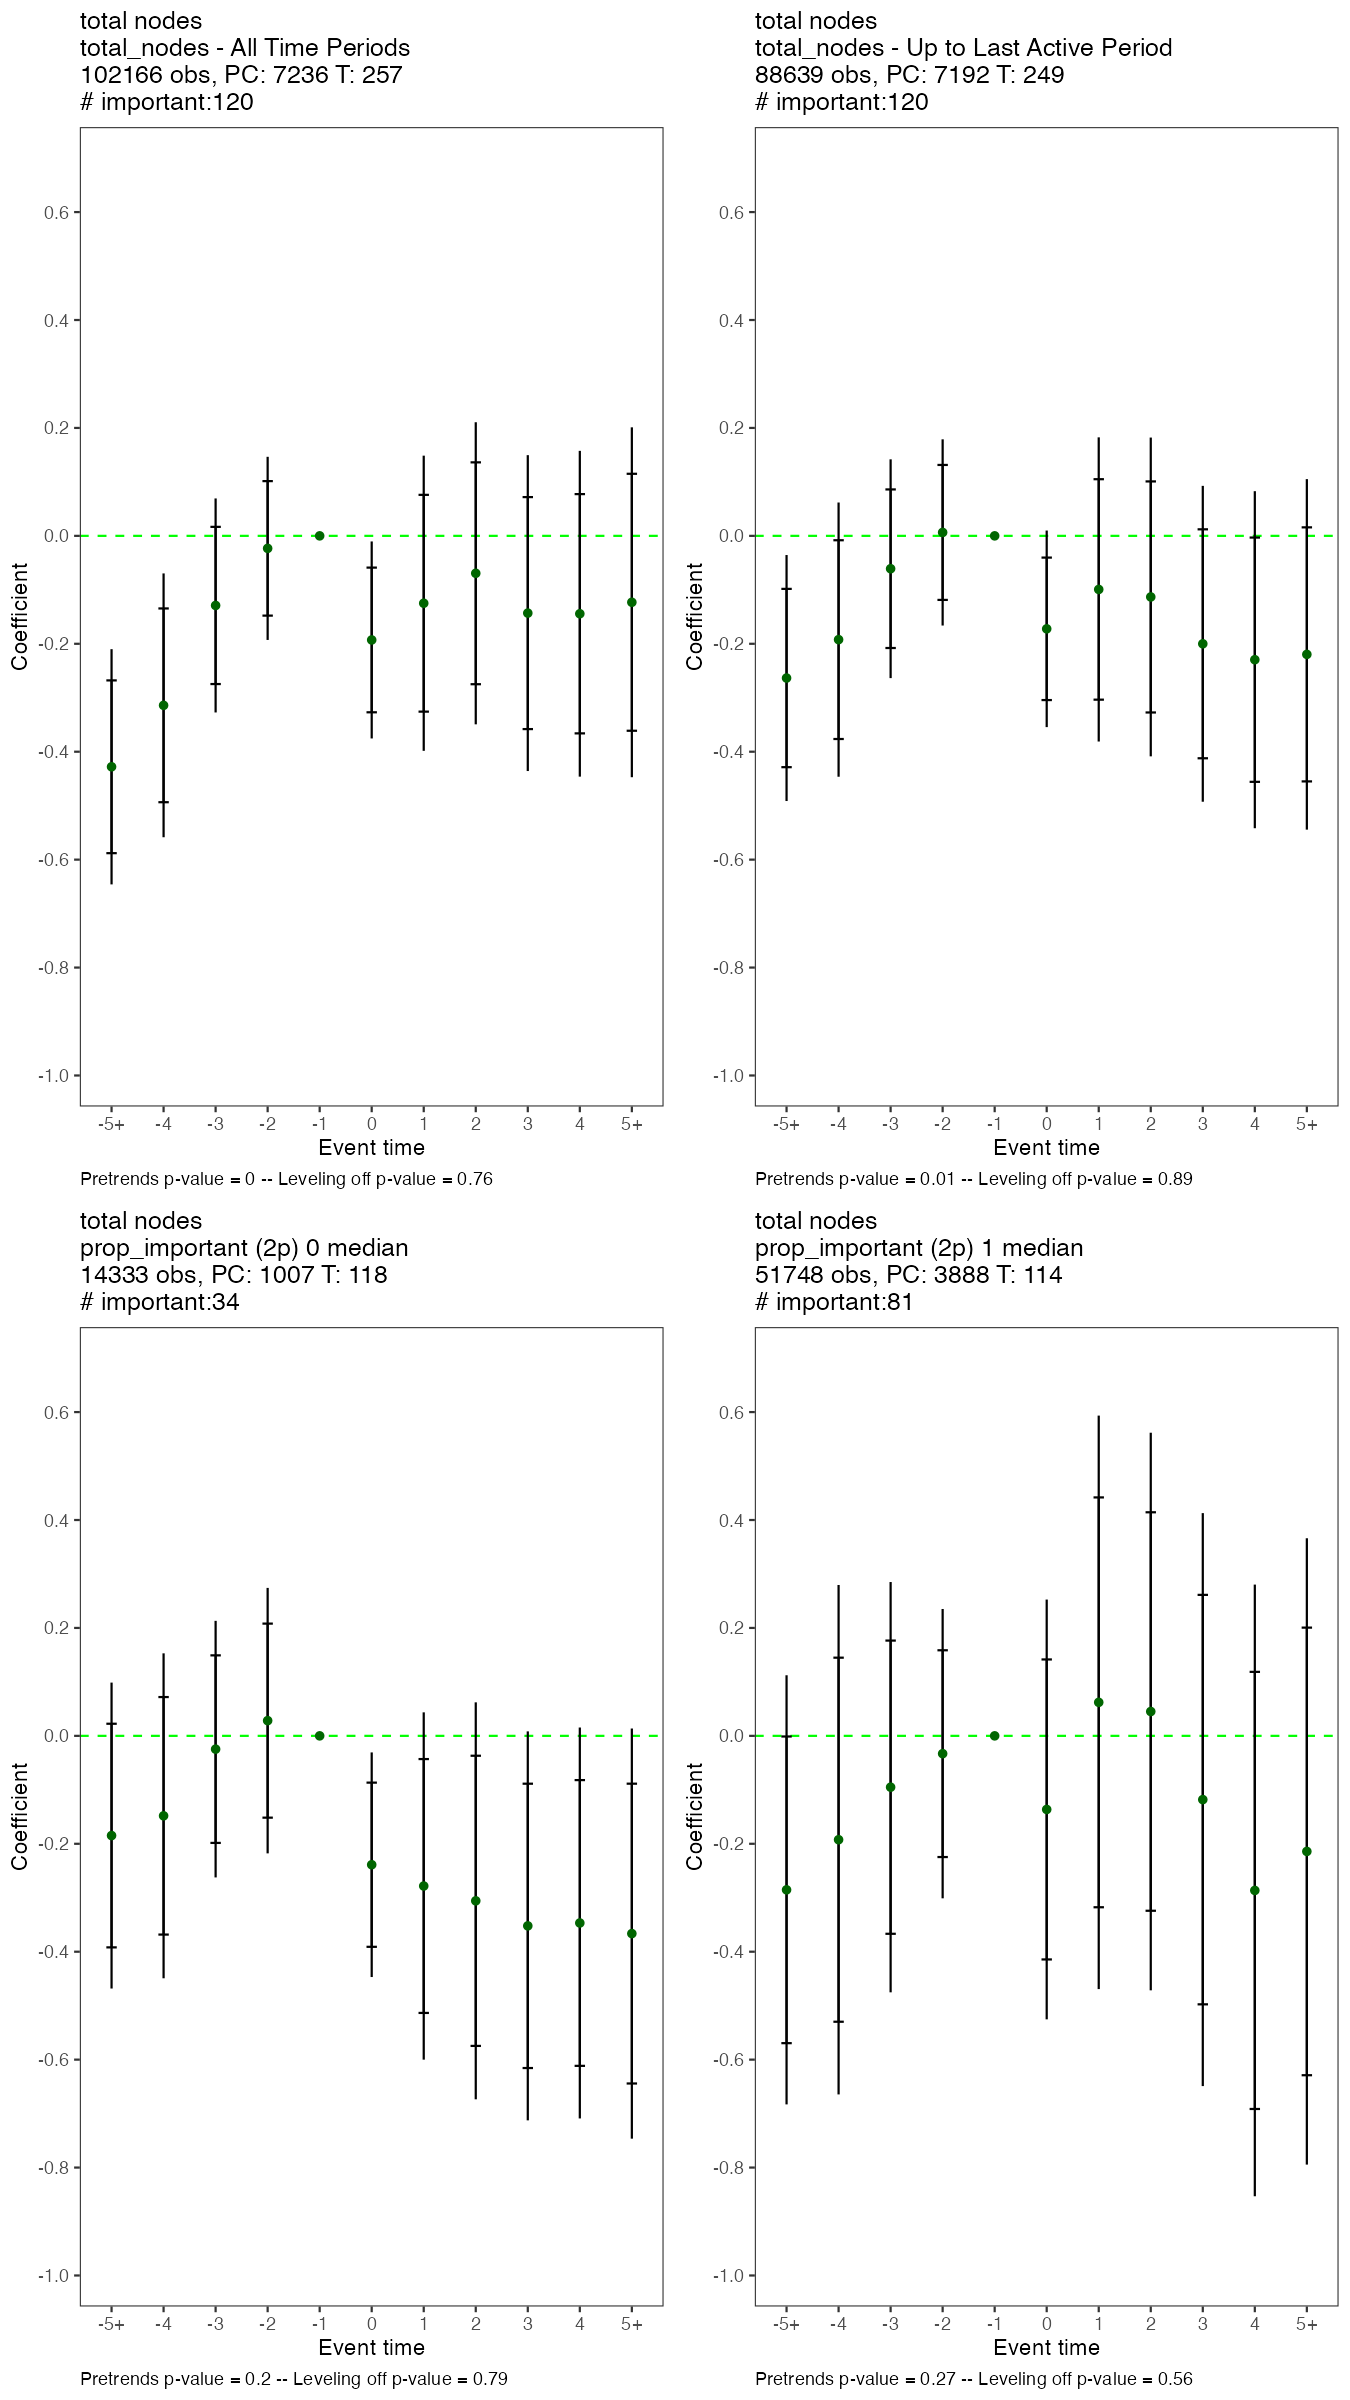 total nodes
total_nodes - All Time Periods
102166 obs, PC: 7236 T: 257
# important:120
0.6
0.4
0.2
0.0
-0.2
-0.4
-0.6
-0.8
-1.0
Coefficient
-5+ -4 -3 -2 -1 0 1 2 3 4 5+
Event time
Pretrends p-value = 0 -- Leveling off p-value = 0.76
total nodes
total_nodes - Up to Last Active Period
88639 obs, PC: 7192 T: 249
# important:120
0.6
0.4
0.2
0.0
-0.2
-0.4
-0.6
-0.8
-1.0
Coefficient
-5+ -4 -3 -2 -1 0 1 2 3 4 5+
Event time
Pretrends p-value = 0.01 -- Leveling off p-value = 0.89
total nodes
prop_important (2p) 0 median
14333 obs, PC: 1007 T: 118
# important:34
0.6
0.4
0.2
0.0
-0.2
-0.4
-0.6
-0.8
-1.0
Coefficient
-5+ -4 -3 -2 -1 0 1 2 3 4 5+
Event time
Pretrends p-value = 0.2 -- Leveling off p-value = 0.79
total nodes
prop_important (2p) 1 median
51748 obs, PC: 3888 T: 114
# important:81
0.6
0.4
0.2
0.0
-0.2
-0.4
-0.6
-0.8
-1.0
Coefficient
-5+ -4 -3 -2 -1 0 1 2 3 4 5+
Event time
Pretrends p-value = 0.27 -- Leveling off p-value = 0.56